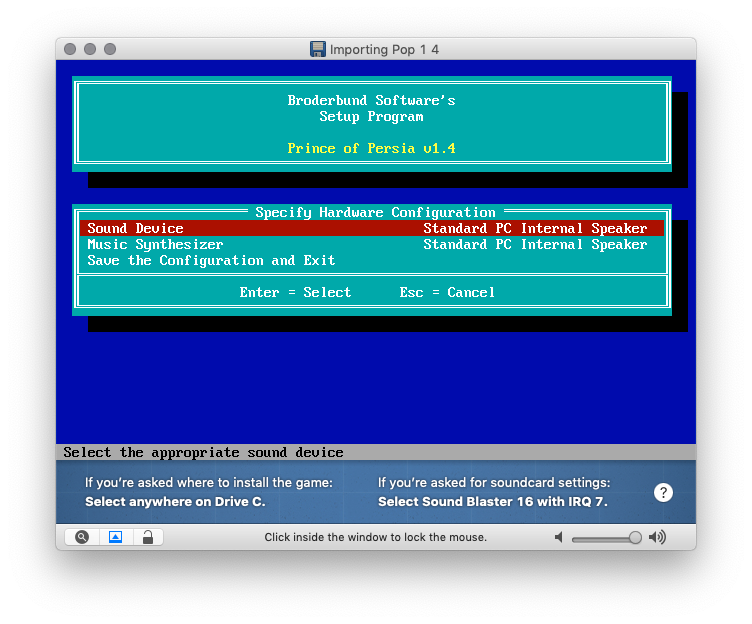 Importing Pop 1 4
Broderbund Software's
Setup Program
Prince of Persia v1.4
Specify Hardware Configuration
Sound Device Standard PC Internal Speaker
Music Synthesizer Standard PC Internal Speaker
Save the Configuration and Exit
Enter = Select Esc = Cancel
Select the appropriate sound device
If you're asked where to install the game:
Select anywhere on Drive C.
If you're asked for soundcard settings:
Select Sound Blaster 16 with IRQ 7.
?
Click inside the window to lock the mouse.